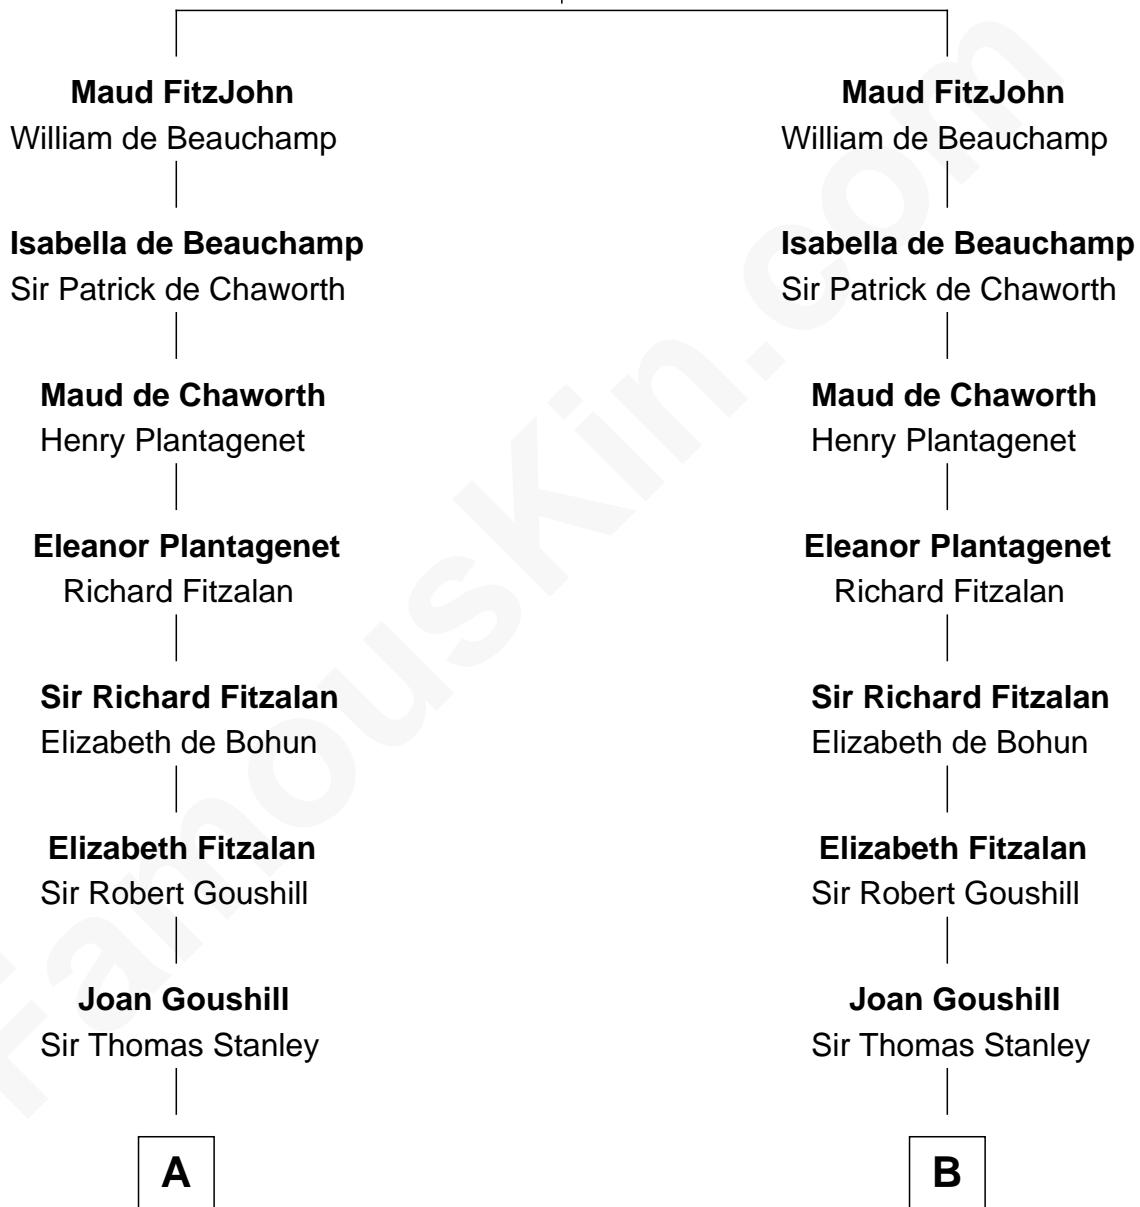 Maud FitzJohn
William de Beauchamp
Isabella de Beauchamp
Sir Patrick de Chaworth
Maud de Chaworth
Henry Plantagenet
Eleanor Plantagenet
Richard Fitzalan
Sir Richard Fitzalan
Elizabeth de Bohun
Elizabeth Fitzalan
Sir Robert Goushill
Joan Goushill
Sir Thomas Stanley
A
Maud FitzJohn
William de Beauchamp
Isabella de Beauchamp
Sir Patrick de Chaworth
Maud de Chaworth
Henry Plantagenet
Eleanor Plantagenet
Richard Fitzalan
Sir Richard Fitzalan
Elizabeth de Bohun
Elizabeth Fitzalan
Sir Robert Goushill
Joan Goushill
Sir Thomas Stanley
B
FamousKin.com